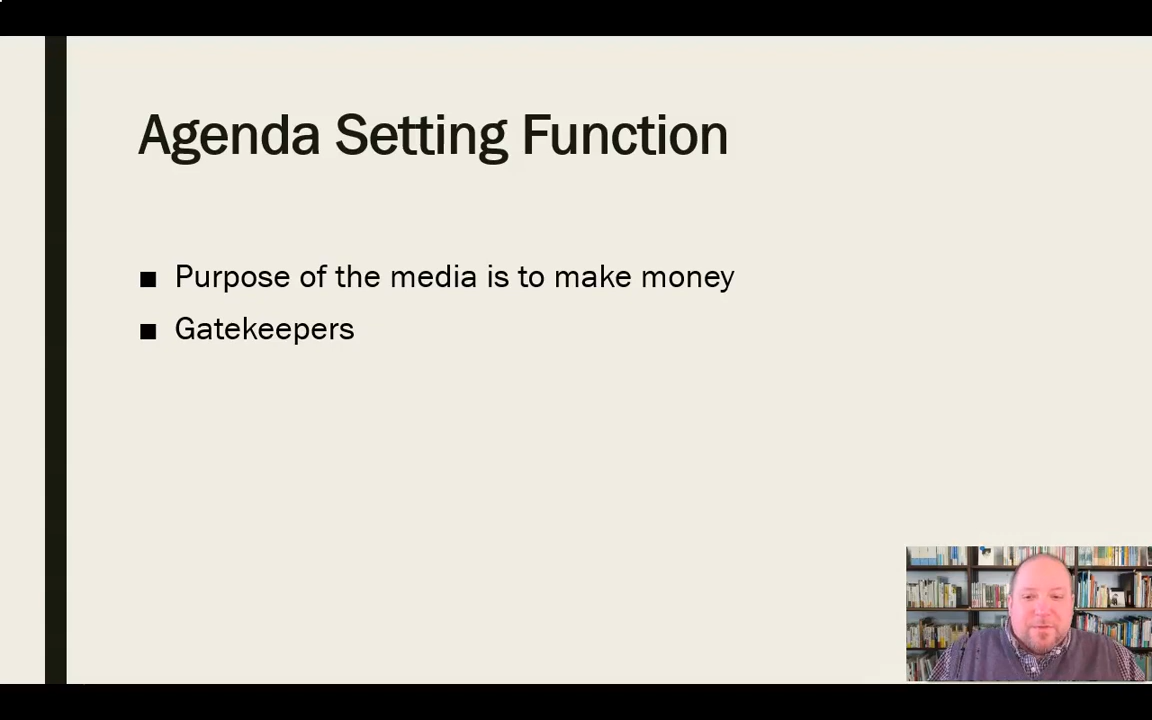 Agenda Setting Function
■ Purpose of the media is to make money
■ Gatekeepers